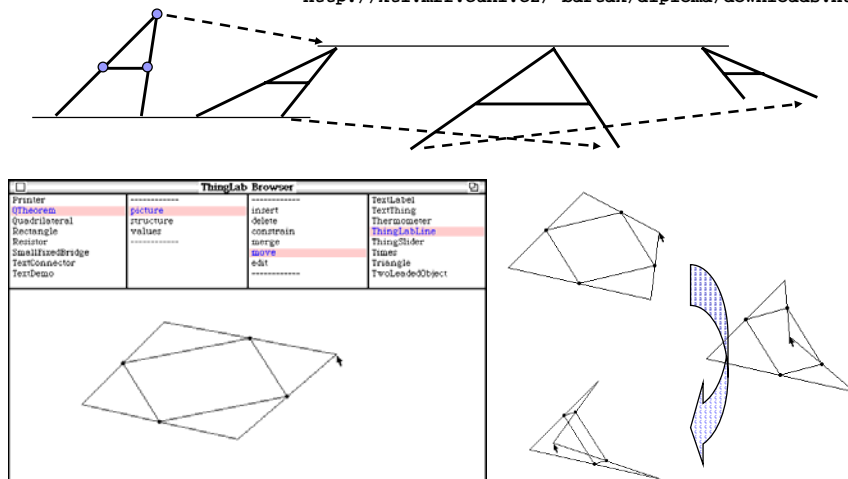 ThingLab Browser
Printer
QTheorem
Quadrilateral
Rectangle
Resistor
SmallFixedBridge
TextConnector
TextDemo
------------
picture
structure
values
------------
------------
insert
delete
constrain
merge
move
edit
------------
TextLabel
TextThing
Thermometer
ThingLabLine
ThingSlider
Times
Triangle
TwoLeadedObject